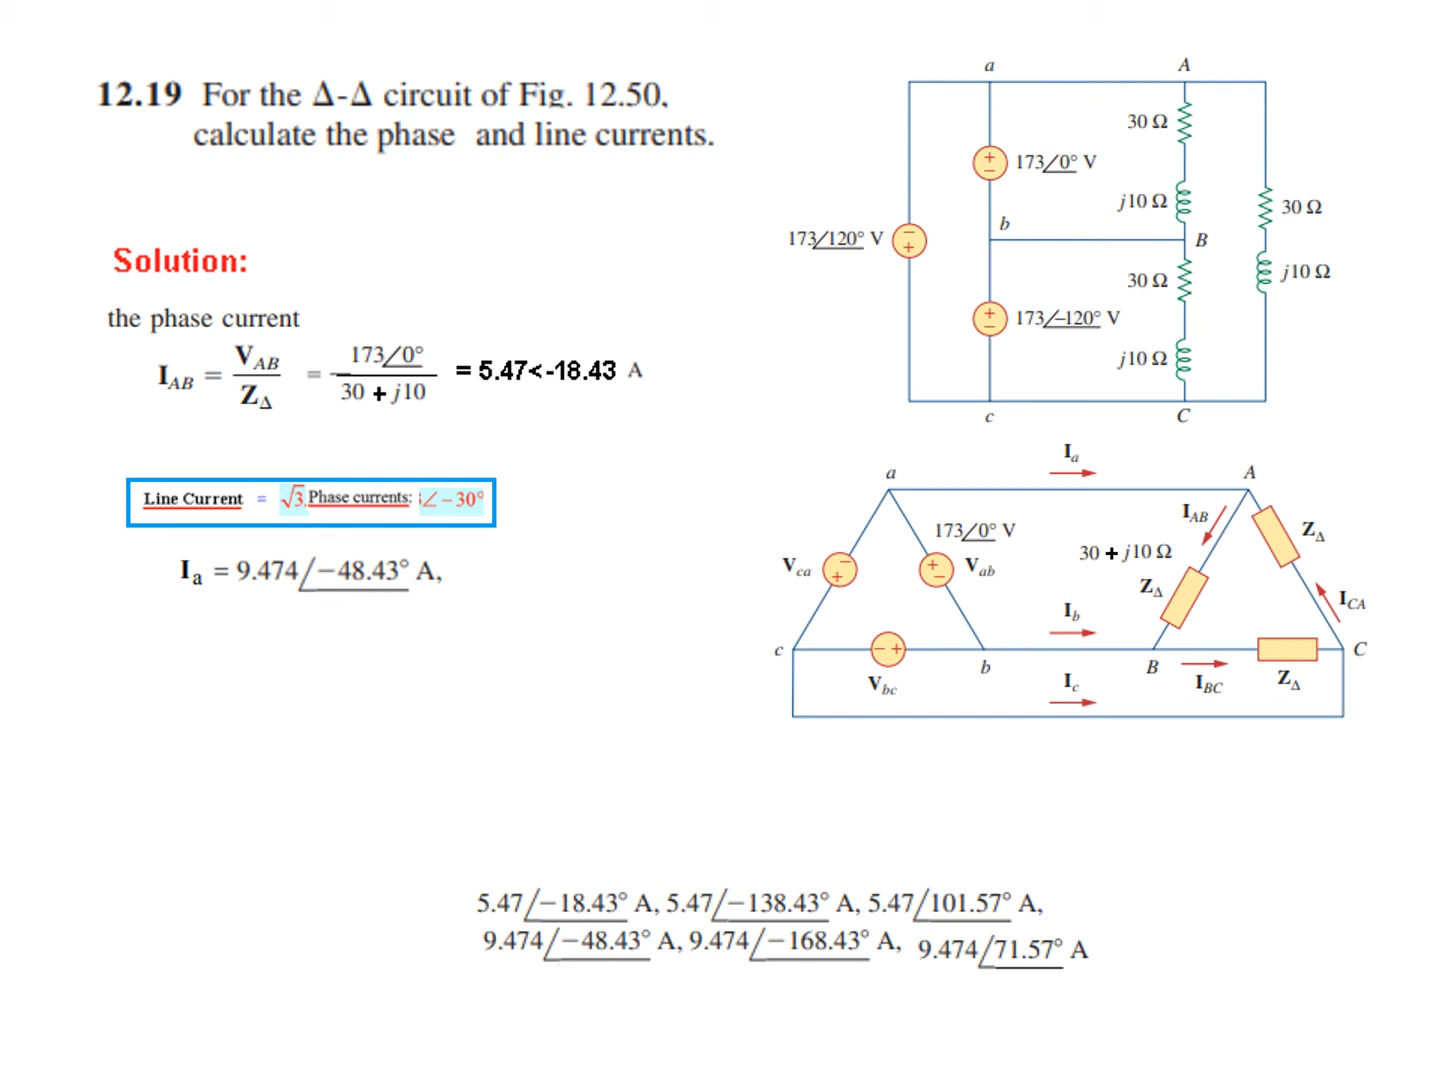 12.19 For the Δ-Δ circuit of Fig. 12.50,
calculate the phase and line currents.
Solution:
the phase current
I_AB = V_AB / Z_Δ = 173∠0° / 30 + j10 = 5.47<-18.43 A
Line Current = √3 Phase currents: ∠−30°
I_a = 9.474∠−48.43° A,
a
A
30 Ω
173∠0° V
j10 Ω
30 Ω
b
B
173∠120° V
j10 Ω
30 Ω
173∠−120° V
j10 Ω
c
C
I_a
a
A
I_AB
173∠0° V
Z_Δ
30 + j10 Ω
V_ca
V_ab
Z_Δ
I_CA
I_b
c
C
b
B
V_bc
I_c
I_BC
Z_Δ
5.47∠−18.43° A, 5.47∠−138.43° A, 5.47∠101.57° A,
9.474∠−48.43° A, 9.474∠−168.43° A, 9.474∠71.57° A